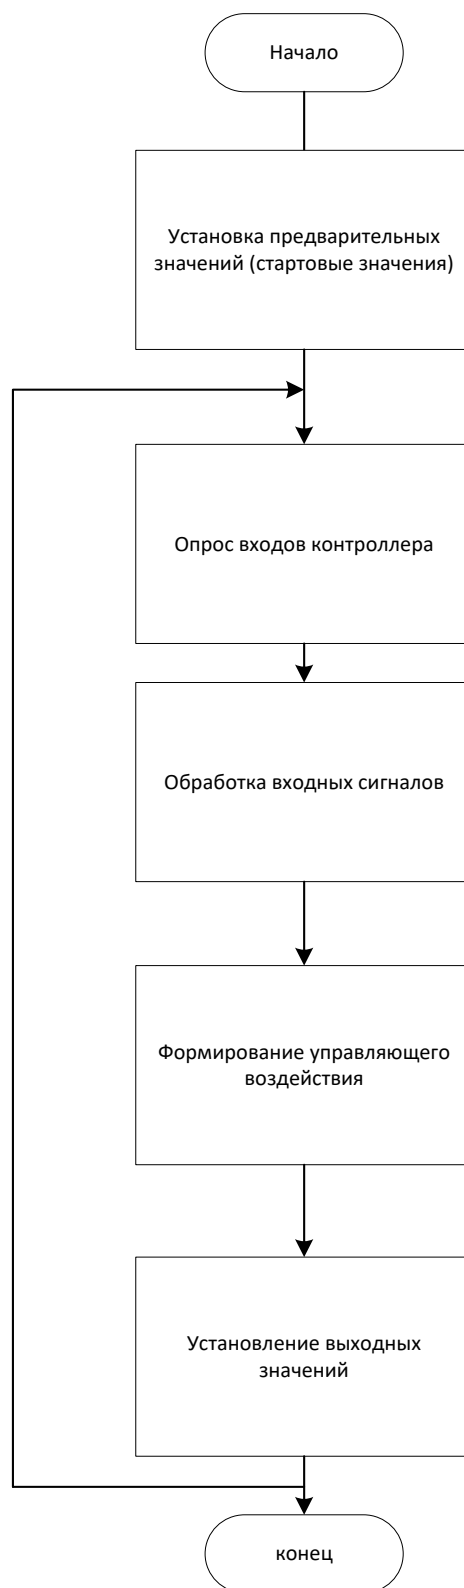 Начало
Установка предварительных
значений (стартовые значения)
Опрос входов контроллера
Обработка входных сигналов
Формирование управляющего
воздействия
Установление выходных
значений
конец